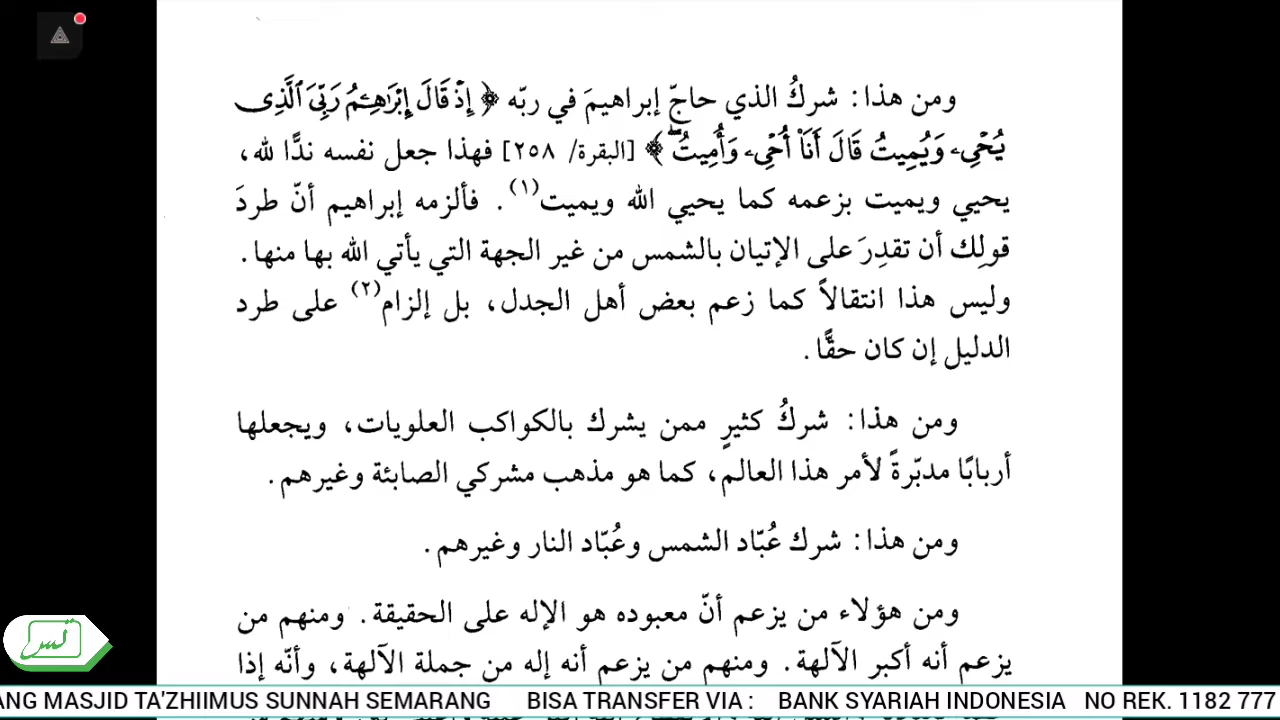 ومن هذا: شركُ الذي حاجّ إبراهيمَ في ربّه ﴿إِذْ قَالَ إِبْرَٰهِـۧمُ رَبِّىَ ٱلَّذِى
يُحْىِۦ وَيُمِيتُ قَالَ أَنَا۠ أُحْىِۦ وَأُمِيتُۖ﴾ [البقرة/ ٢٥٨] فهذا جعل نفسه ندًّا لله،
يحيي ويميت بزعمه كما يحيي الله ويميت(١). فألزمه إبراهيم أنّ طردَ
قولِك أن تقدِرَ على الإتيان بالشمس من غير الجهة التي يأتي الله بها منها.
وليس هذا انتقالاً كما زعم بعض أهل الجدل، بل إلزام(٢) على طرد
الدليل إن كان حقًّا.
ومن هذا: شركُ كثيرٍ ممن يشرك بالكواكب العلويات، ويجعلها
أربابًا مدبّرةً لأمر هذا العالم، كما هو مذهب مشركي الصابئة وغيرهم.
ومن هذا: شرك عُبّاد الشمس وعُبّاد النار وغيرهم.
ومن هؤلاء من يزعم أنّ معبوده هو الإله على الحقيقة. ومنهم من
يزعم أنه أكبر الآلهة. ومنهم من يزعم أنه إله من جملة الآلهة، وأنّه إذا
ANG MASJID TA'ZHIIMUS SUNNAH SEMARANG BISA TRANSFER VIA : BANK SYARIAH INDONESIA NO REK. 1182 777